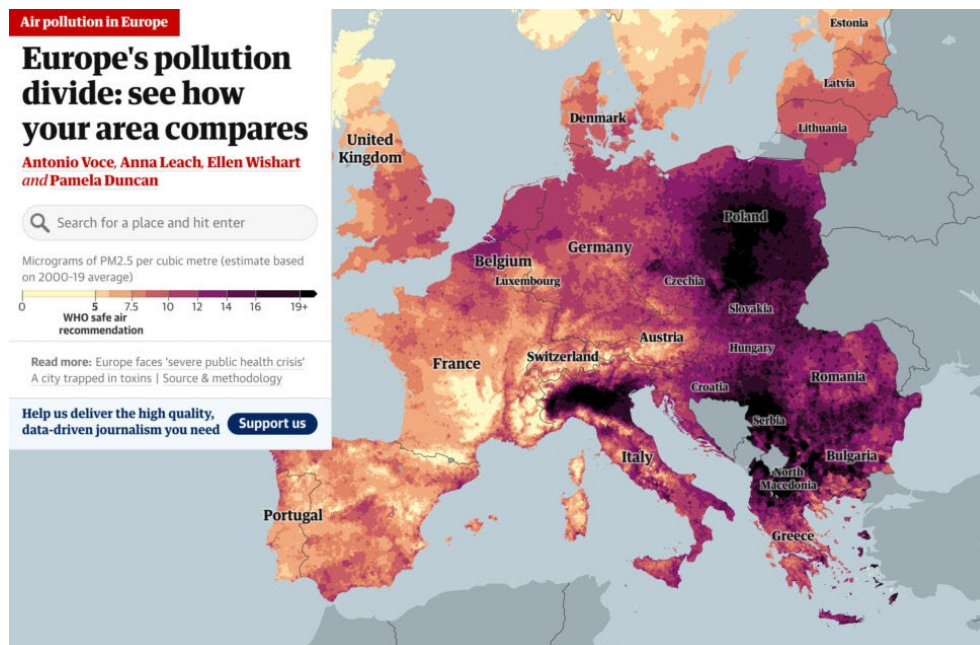 Air pollution in Europe
Europe's pollution
divide: see how
your area compares
Antonio Voce, Anna Leach, Ellen Wishart
and Pamela Duncan
Search for a place and hit enter
Micrograms of PM2.5 per cubic metre (estimate based
on 2000-19 average)
0 5 7.5 10 12 14 16 19+
WHO safe air
recommendation
Read more: Europe faces 'severe public health crisis'
A city trapped in toxins | Source & methodology
Help us deliver the high quality,
data-driven journalism you need
Support us
Estonia
Latvia
Lithuania
Denmark
United
Kingdom
Poland
Germany
Belgium
Luxembourg
Czechia
Slovakia
Austria
Switzerland
France
Hungary
Romania
Croatia
Serbia
Bulgaria
Italy
North
Macedonia
Portugal
Greece